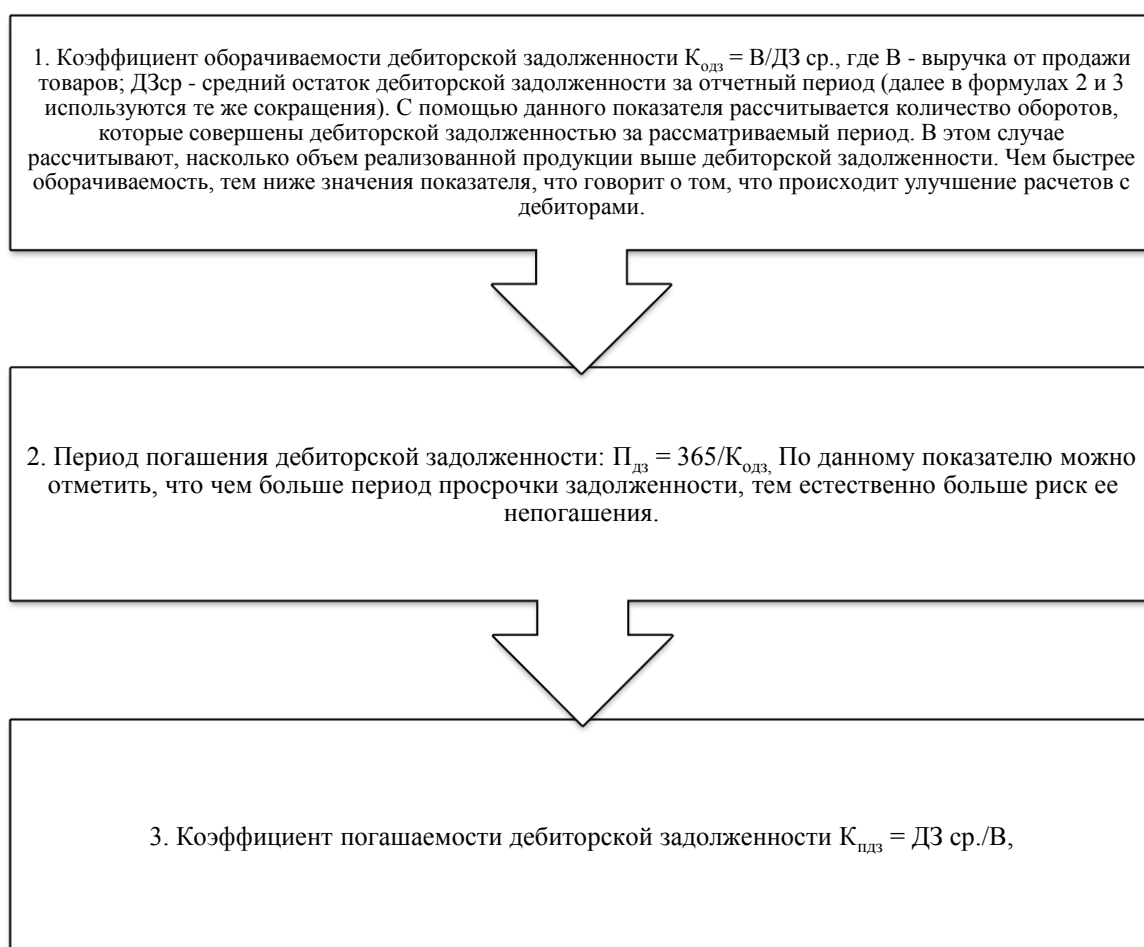 1. Коэффициент оборачиваемости дебиторской задолженности Кодз = В/ДЗ ср., где В - выручка от продажи
товаров; ДЗср - средний остаток дебиторской задолженности за отчетный период (далее в формулах 2 и 3
используются те же сокращения). С помощью данного показателя рассчитывается количество оборотов,
которые совершены дебиторской задолженностью за рассматриваемый период. В этом случае
рассчитывают, насколько объем реализованной продукции выше дебиторской задолженности. Чем быстрее
оборачиваемость, тем ниже значения показателя, что говорит о том, что происходит улучшение расчетов с
дебиторами.
2. Период погашения дебиторской задолженности: Пдз = 365/Кодз, По данному показателю можно
отметить, что чем больше период просрочки задолженности, тем естественно больше риск ее
непогашения.
3. Коэффициент погашаемости дебиторской задолженности Кпдз = ДЗ ср./В,